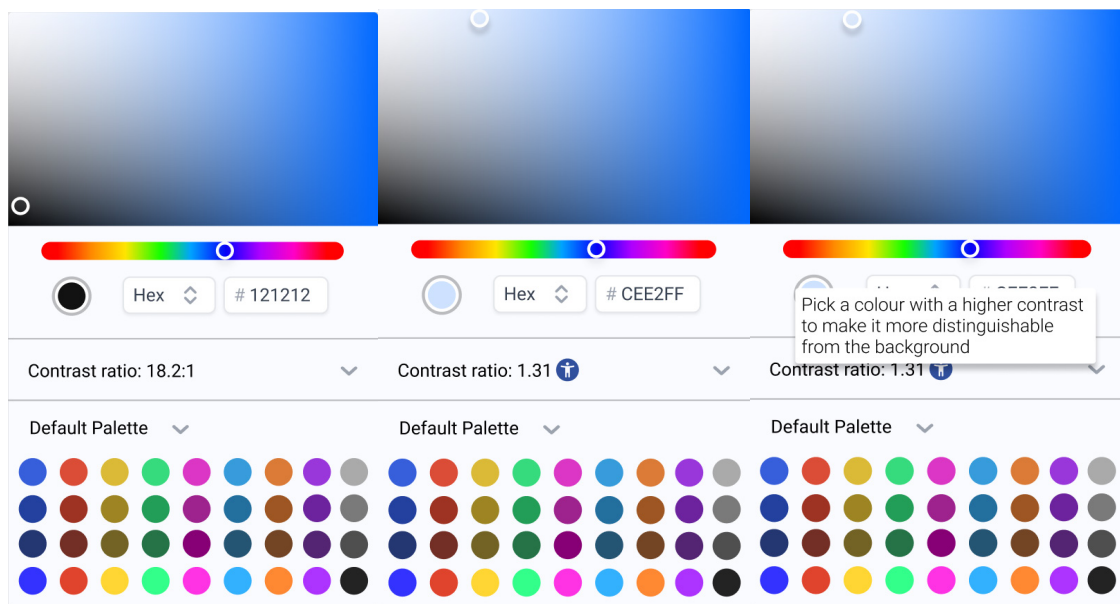 Hex
# 121212
Contrast ratio: 18.2:1
Default Palette
Hex
# CEE2FF
Contrast ratio: 1.31
Default Palette
Pick a colour with a higher contrast
to make it more distinguishable
from the background
Contrast ratio: 1.31
Default Palette